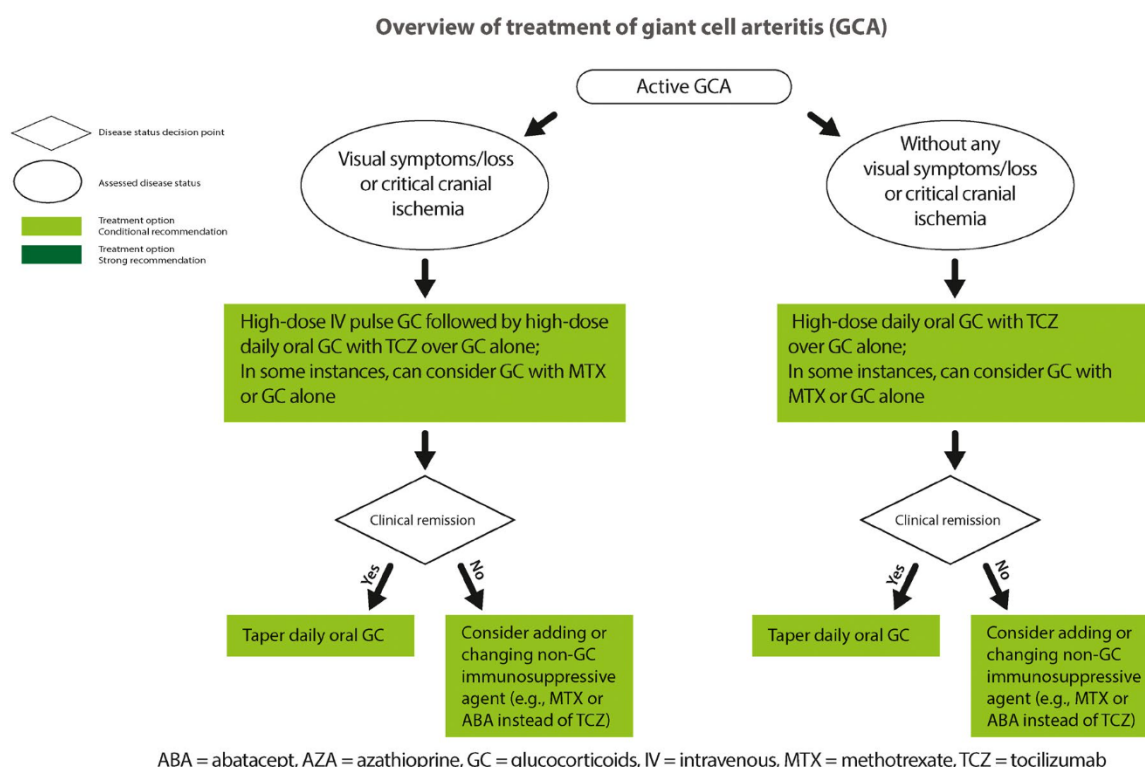 Overview of treatment of giant cell arteritis (GCA)
Active GCA
Disease status decision point
Assessed disease status
Treatment option
Conditional recommendation
Treatment option
Strong recommendation
Visual symptoms/loss
or critical cranial
ischemia
Without any
visual symptoms/loss
or critical cranial
ischemia
High-dose IV pulse GC followed by high-dose
daily oral GC with TCZ over GC alone;
In some instances, can consider GC with MTX
or GC alone
High-dose daily oral GC with TCZ
over GC alone;
In some instances, can consider GC with
MTX or GC alone
Clinical remission
Clinical remission
Yes
No
Yes
No
Taper daily oral GC
Consider adding or
changing non-GC
immunosuppressive
agent (e.g., MTX or
ABA instead of TCZ)
Taper daily oral GC
Consider adding or
changing non-GC
immunosuppressive
agent (e.g., MTX or
ABA instead of TCZ)
ABA = abatacept, AZA = azathioprine, GC = glucocorticoids, IV = intravenous, MTX = methotrexate, TCZ = tocilizumab